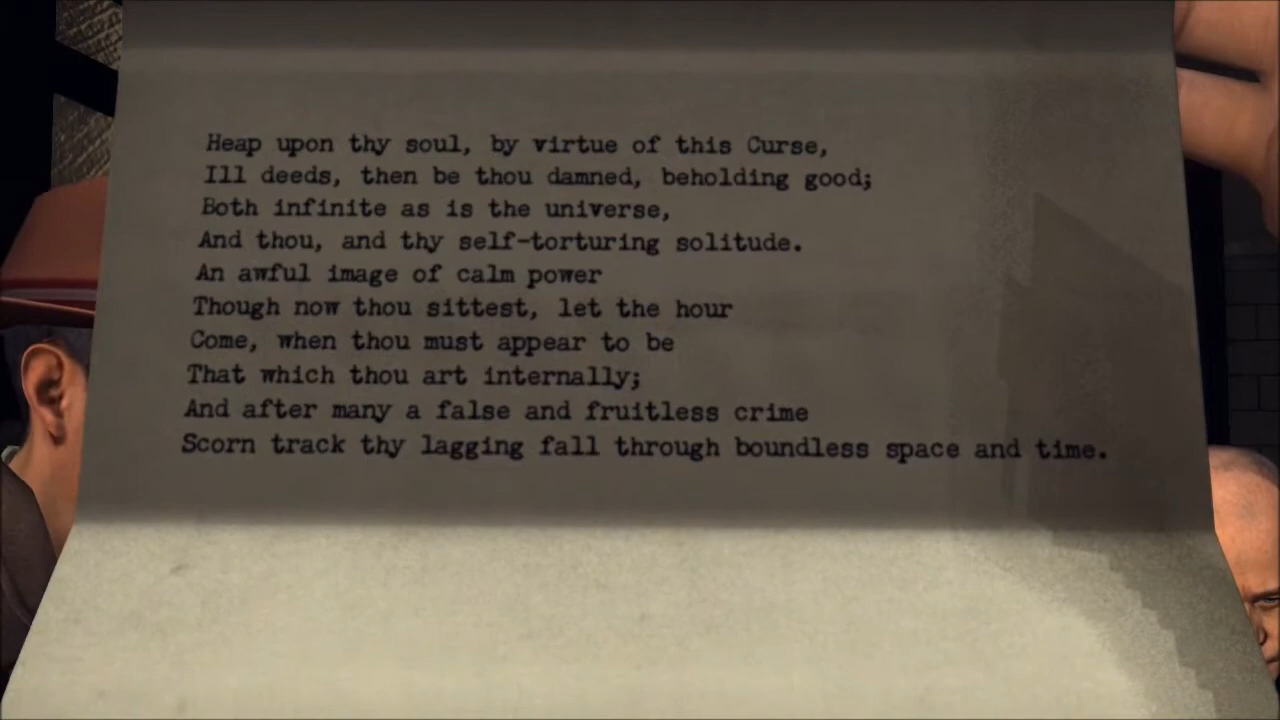 Heap upon thy soul, by virtue of this Curse,
Ill deeds, then be thou damned, beholding good;
Both infinite as is the universe,
And thou, and thy self-torturing solitude.
An awful image of calm power
Though now thou sittest, let the hour
Come, when thou must appear to be
That which thou art internally;
And after many a false and fruitless crime
Scorn track thy lagging fall through boundless space and time.